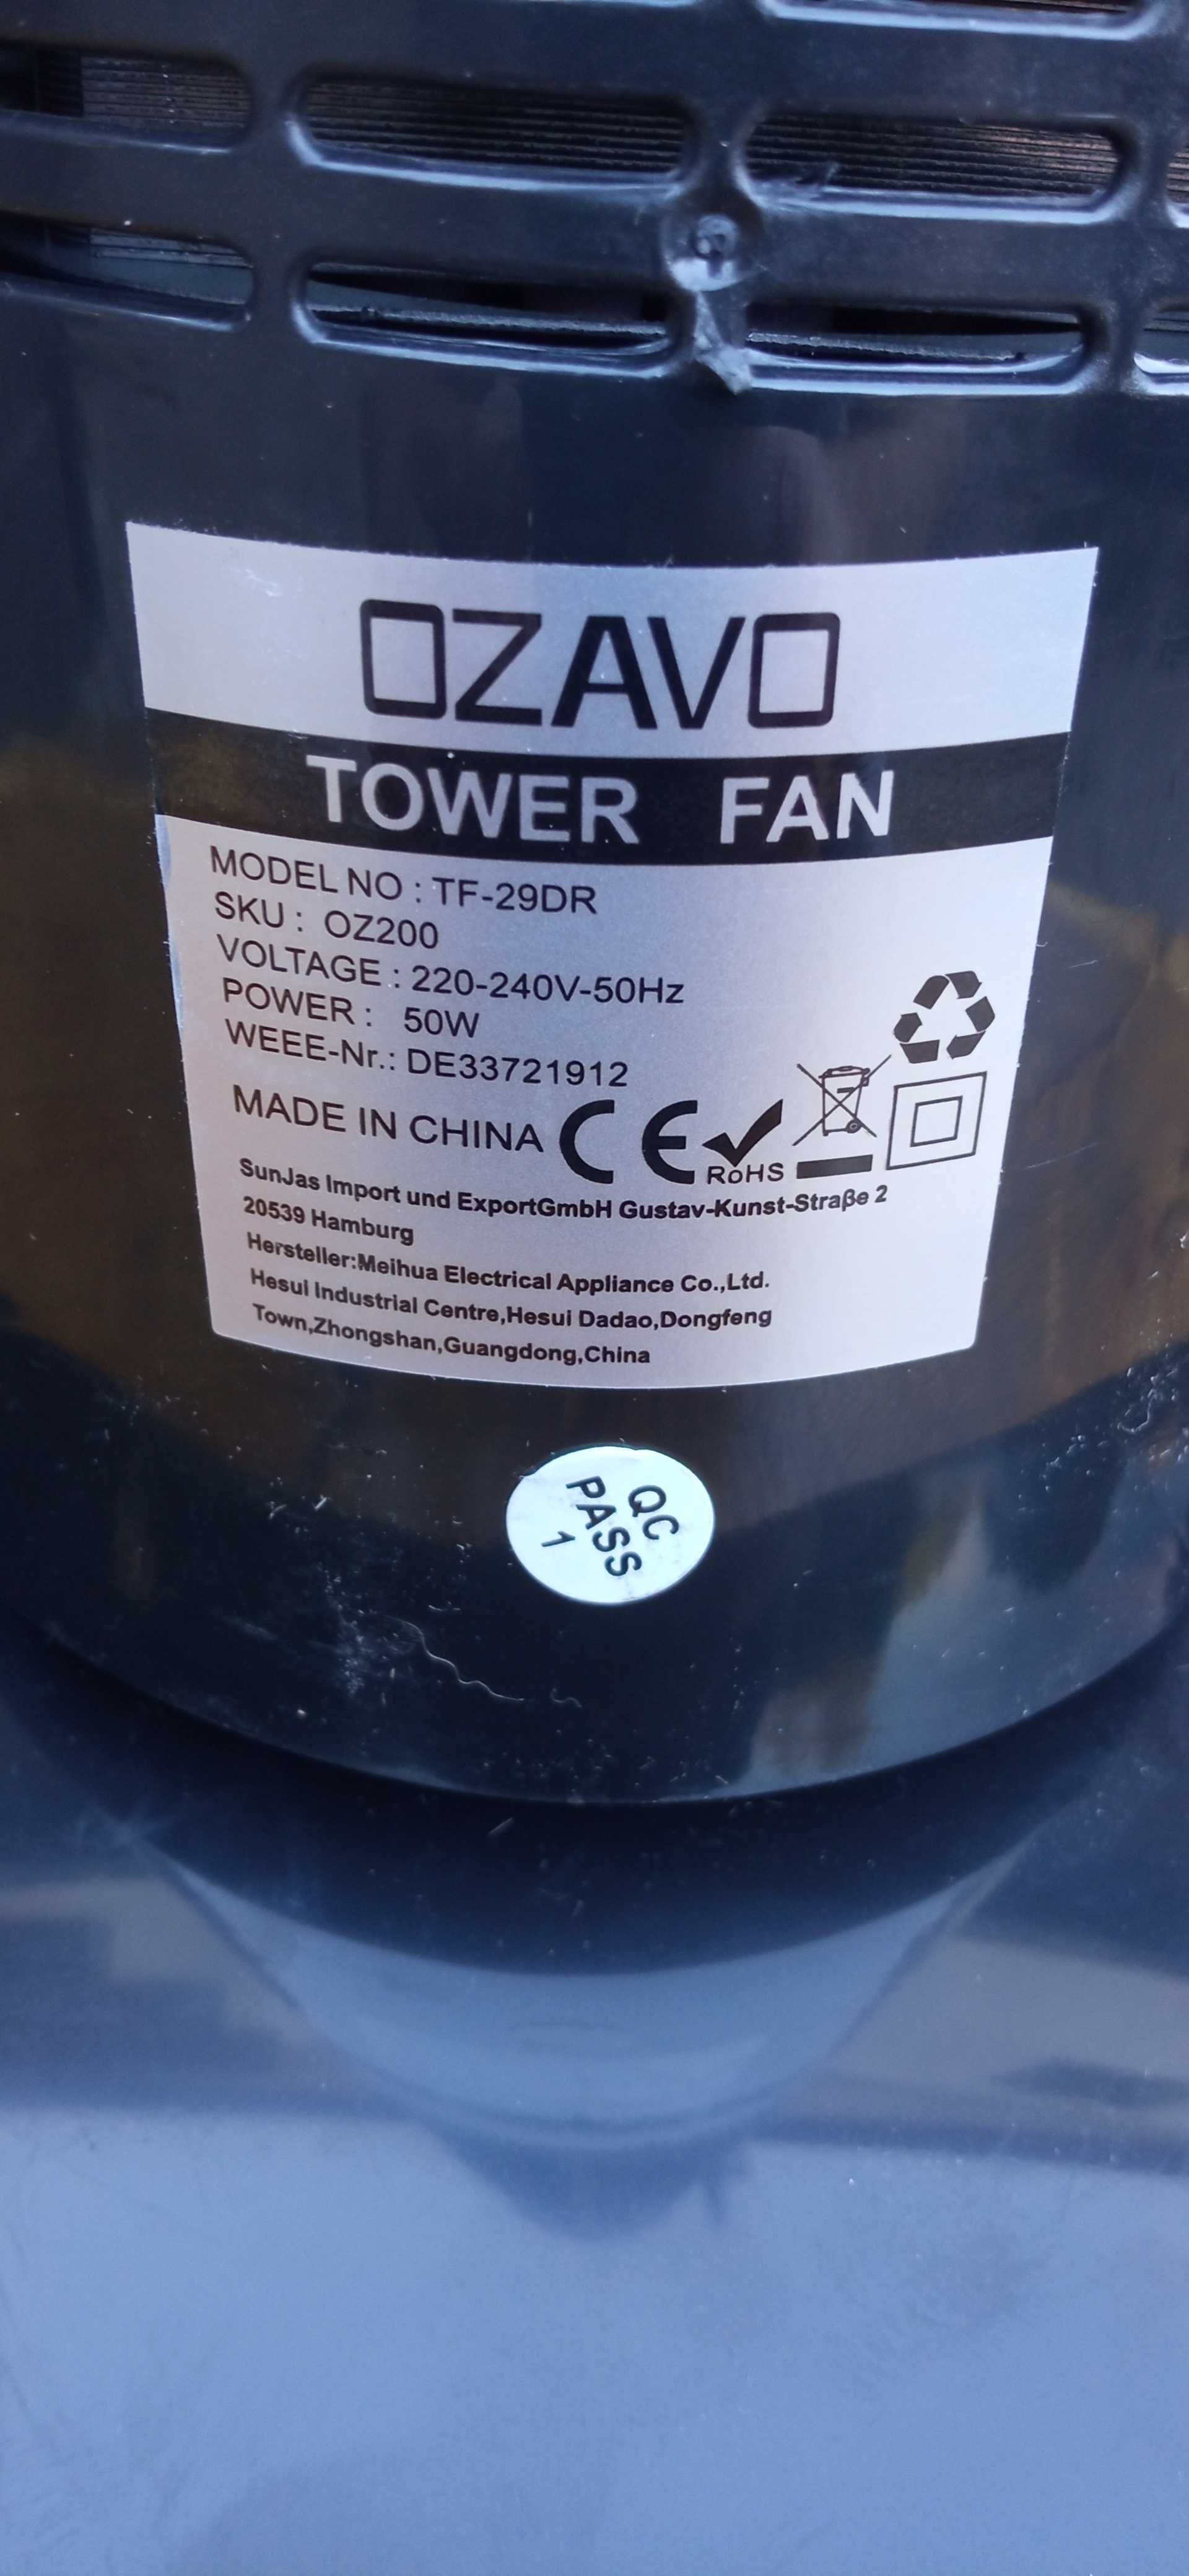 OZAVO
TOWER FAN
MODEL NO : TF-29DR
SKU : OZ200
VOLTAGE : 220-240V-50Hz
POWER : 50W
WEEE-Nr.: DE33721912
MADE IN CHINA CE RoHS
SunJas Import und ExportGmbH Gustav-Kunst-Straße 2
20539 Hamburg
Hersteller:Meihua Electrical Appliance Co.,Ltd.
Hesui Industrial Centre,Hesui Dadao,Dongfeng
Town,Zhongshan,Guangdong,China
QC
PASS
1